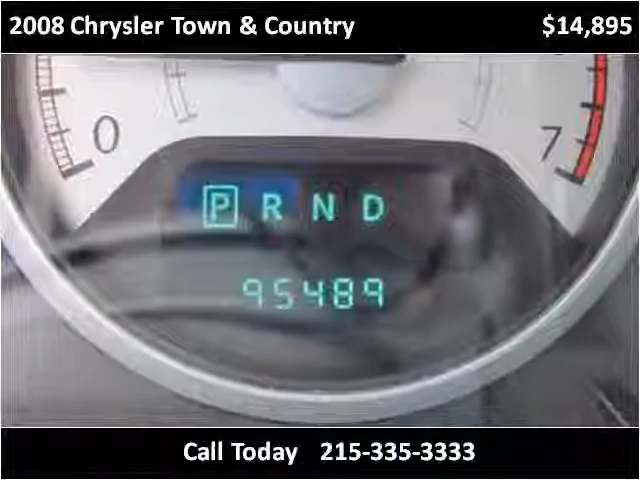 2008 Chrysler Town & Country $14,895
0 7
P R N D
95489
Call Today 215-335-3333